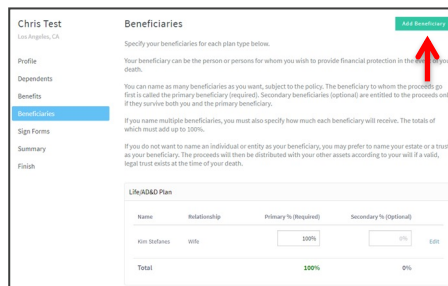 Chris Test
Los Angeles, CA
Profile
Dependents
Benefits
Beneficiaries
Sign Forms
Summary
Finish
Beneficiaries
Add Beneficiary
Specify your beneficiaries for each plan type below.
Your beneficiary can be the person or persons for whom you wish to provide financial protection in the event of your
death.
You can name as many beneficiaries as you want, subject to the policy. The beneficiary to whom the proceeds go
first is called the primary beneficiary (required). Secondary beneficiaries (optional) are entitled to the proceeds only
if they survive both you and the primary beneficiary.
If you name multiple beneficiaries, you must also specify how much each beneficiary will receive. The totals of
which must add up to 100%.
If you do not want to name an individual or entity as your beneficiary, you may prefer to name your estate or a trust
as your beneficiary. The proceeds will then be distributed with your other assets according to your will if a valid,
legal trust exists at the time of your death.
Life/AD&D Plan
Name Relationship Primary % (Required) Secondary % (Optional)
Kim Stefanes Wife 100% 0% Edit
Total 100% 0%